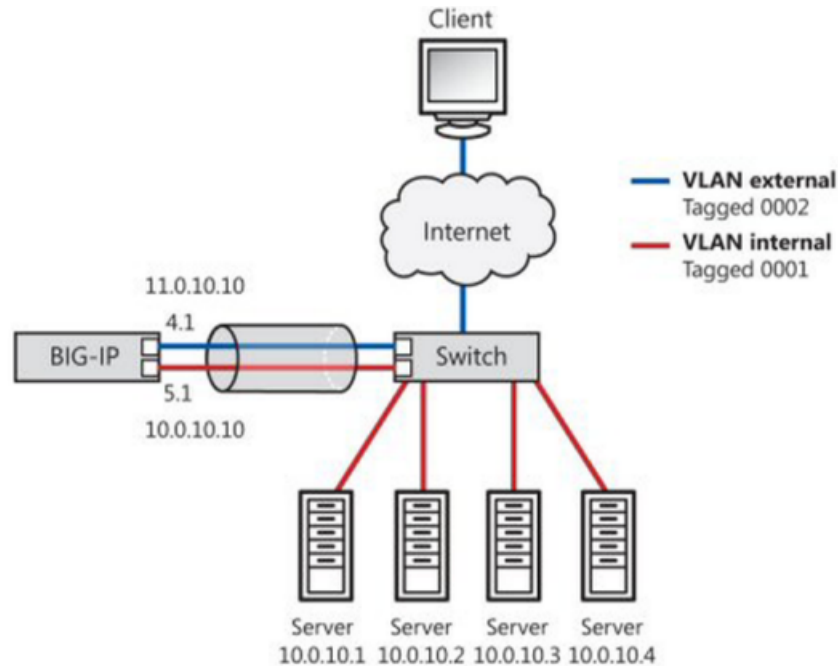 Client
Internet
VLAN external
Tagged 0002
VLAN internal
Tagged 0001
11.0.10.10
4.1
BIG-IP
Switch
5.1
10.0.10.10
Server
10.0.10.1
Server
10.0.10.2
Server
10.0.10.3
Server
10.0.10.4